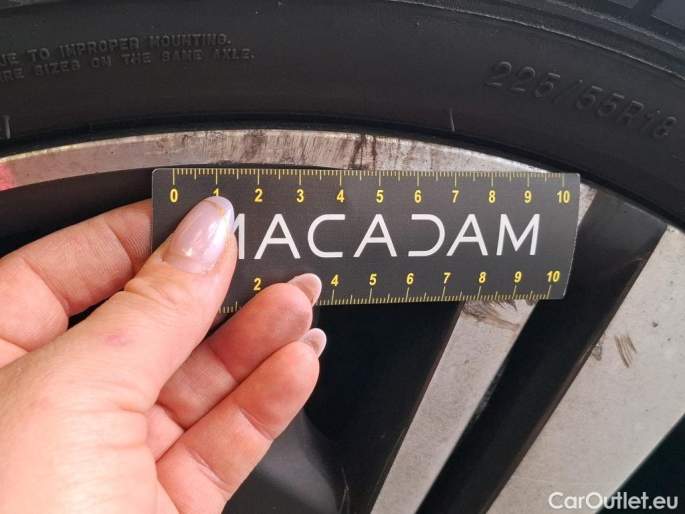 UE TO IMPROPER MOUNTING.
RE SIZES ON THE SAME AXLE.
225/55R18
0 1 2 3 4 5 6 7 8 9 10
MACADAM
2 4 5 6 7 8 9 10
CarOutlet.eu